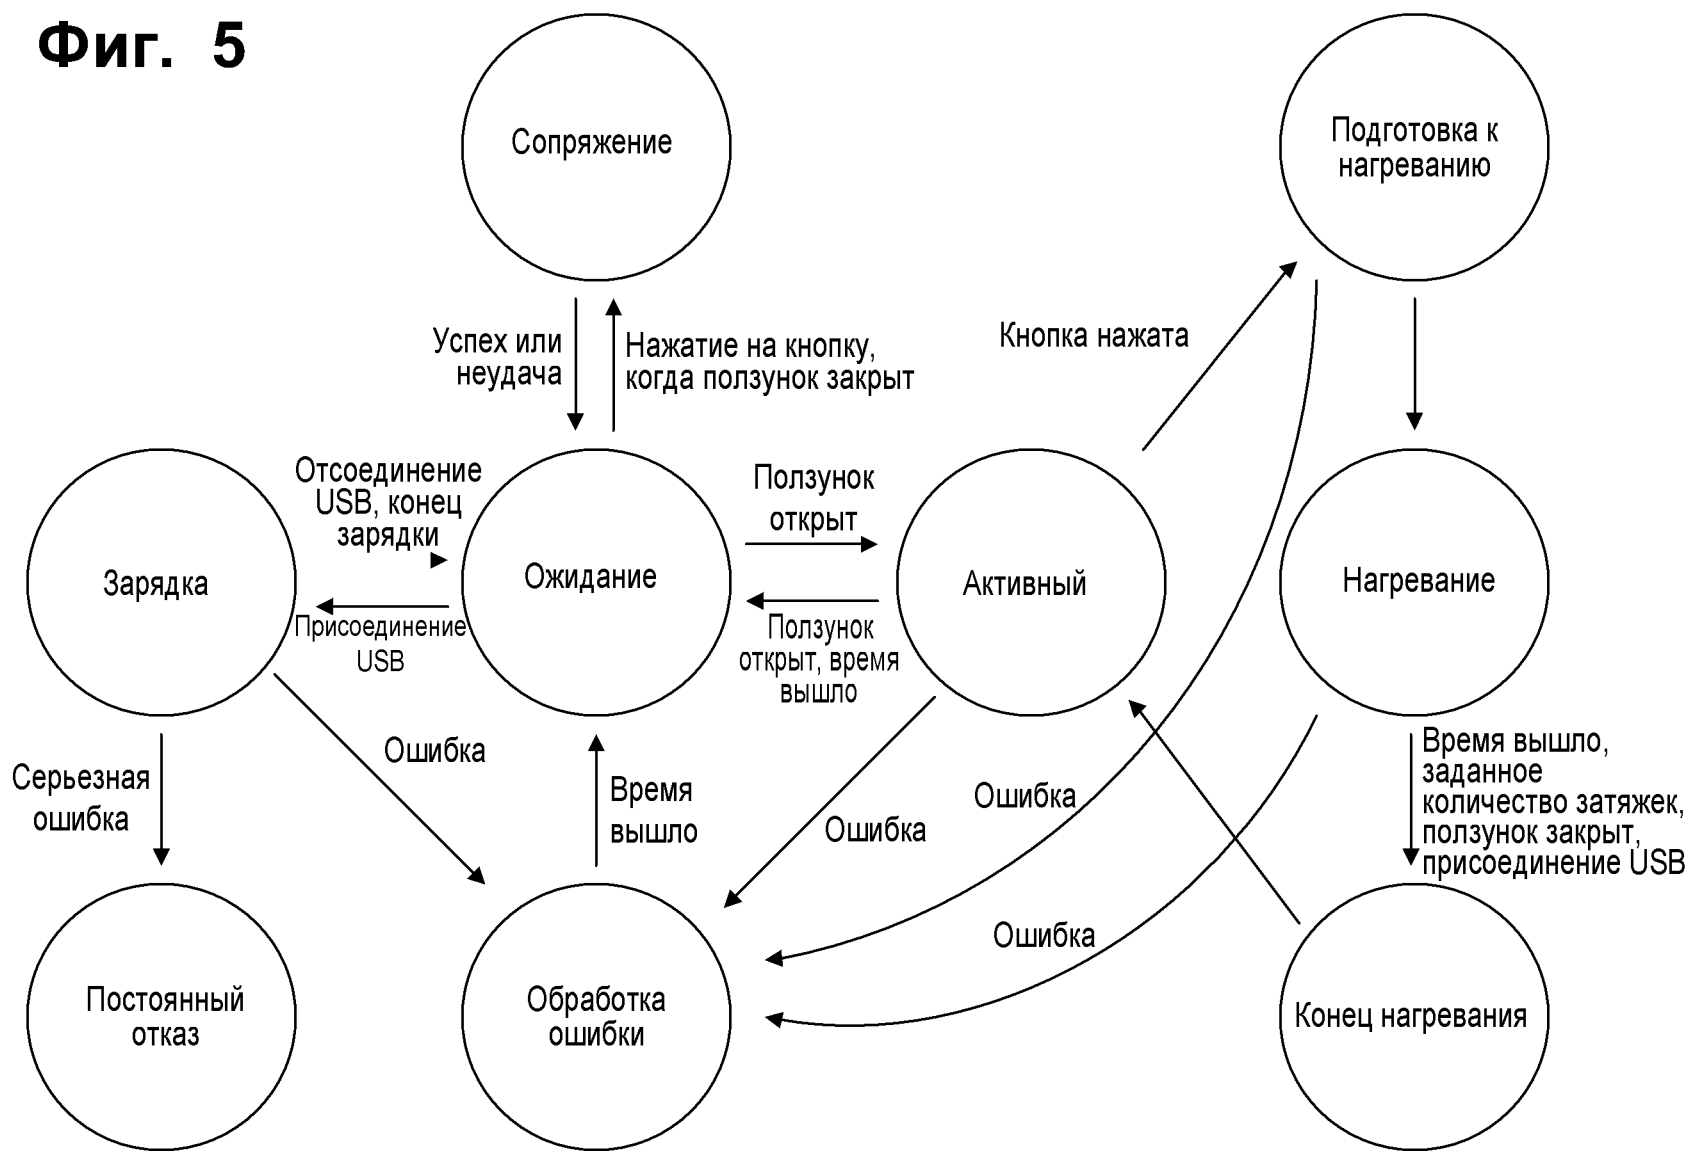 Фиг. 5
Сопряжение
Подготовка к
нагреванию
Успех или
неудача
Нажатие на кнопку,
когда ползунок закрыт
Кнопка нажата
Отсоединение
USB, конец
зарядки
Ползунок
открыт
Зарядка
Ожидание
Активный
Нагревание
Присоединение
USB
Ползунок
открыт, время
вышло
Ошибка
Серьезная
ошибка
Время
вышло
Ошибка
Ошибка
Время вышло,
заданное
количество затяжек,
ползунок закрыт,
присоединение USB
Ошибка
Постоянный
отказ
Обработка
ошибки
Конец нагревания